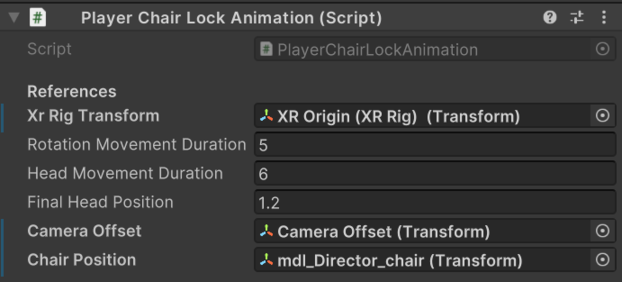 Player Chair Lock Animation (Script)
Script PlayerChairLockAnimation
References
Xr Rig Transform XR Origin (XR Rig) (Transform)
Rotation Movement Duration 5
Head Movement Duration 6
Final Head Position 1.2
Camera Offset Camera Offset (Transform)
Chair Position mdl_Director_chair (Transform)